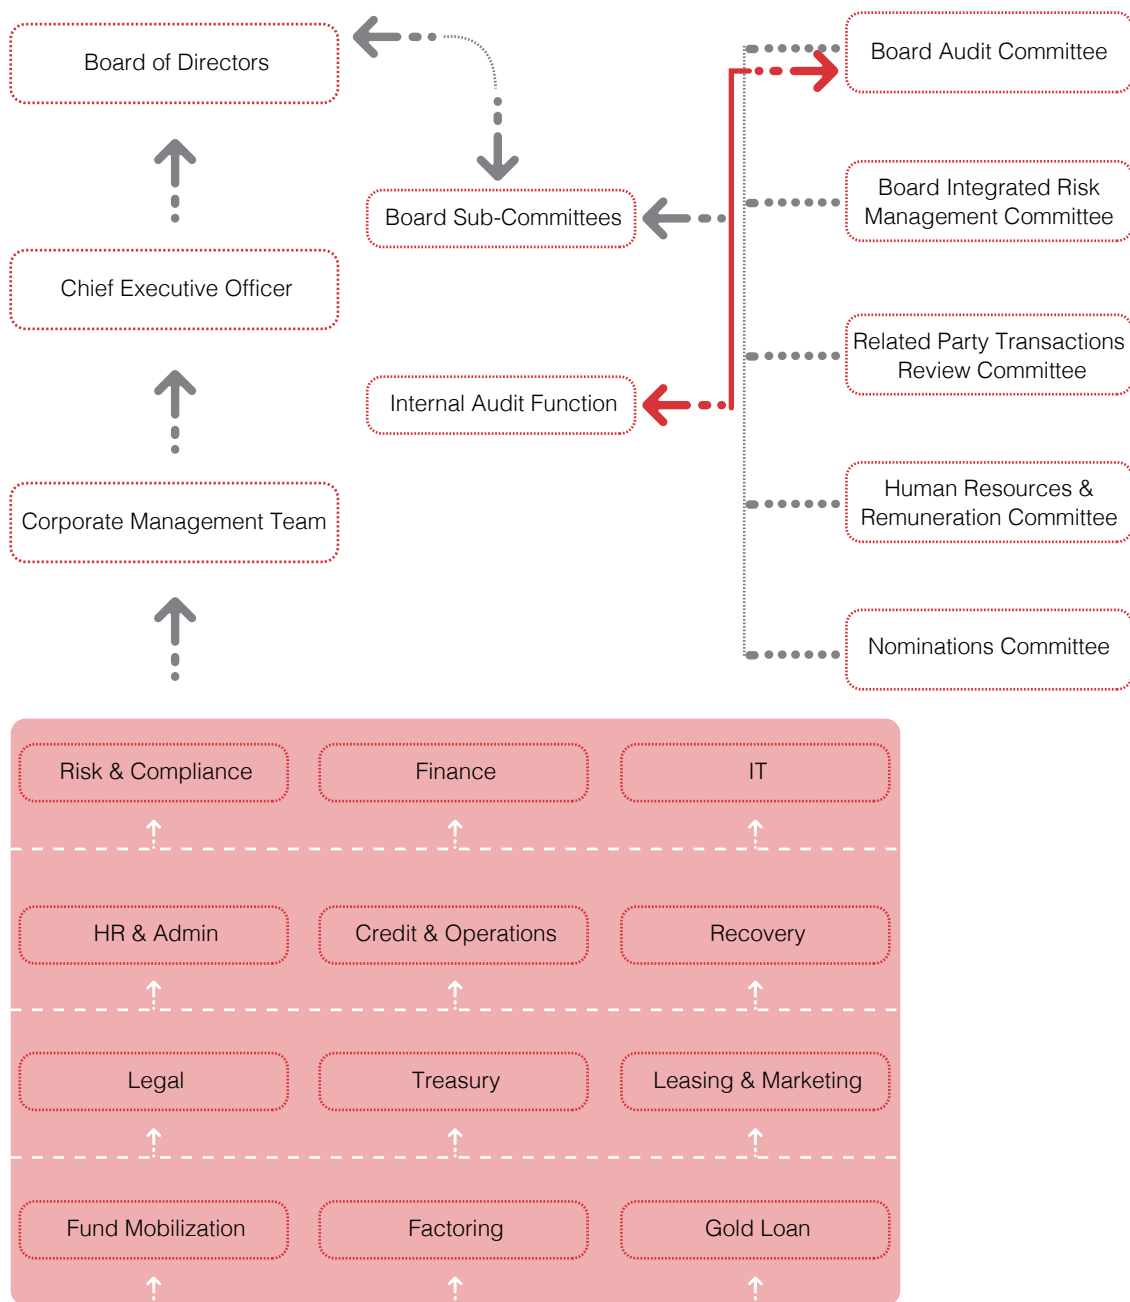 Board of Directors
Board Audit Committee
Board Sub-Committees
Board Integrated Risk
Management Committee
Chief Executive Officer
Related Party Transactions
Review Committee
Internal Audit Function
Corporate Management Team
Human Resources &
Remuneration Committee
Nominations Committee
Risk & Compliance
Finance
IT
HR & Admin
Credit & Operations
Recovery
Legal
Treasury
Leasing & Marketing
Fund Mobilization
Factoring
Gold Loan